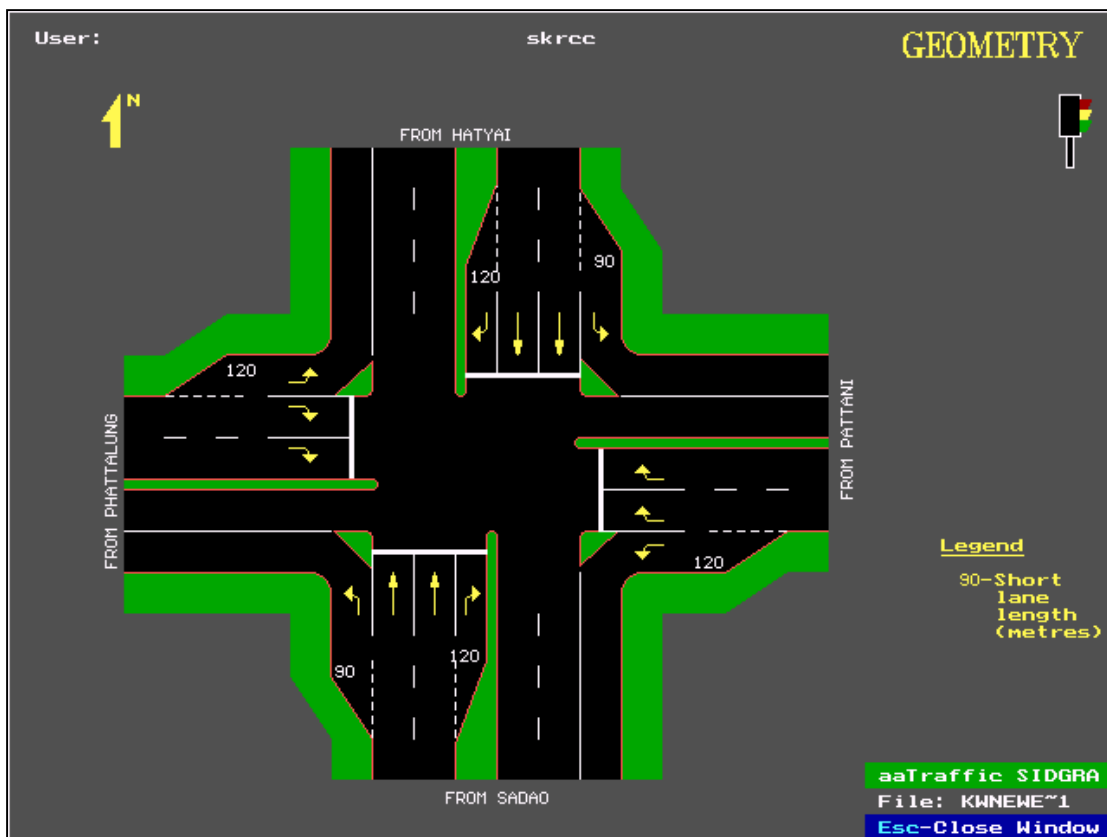 User:
skrcc
GEOMETRY
N
FROM HATYAI
120
90
120
FROM PHATTALUNG
FROM PATTANI
120
90
120
FROM SADAO
Legend
90-Short
lane
length
(metres)
aaTraffic SIDGRA
File: KWNEWE~1
Esc-Close Window